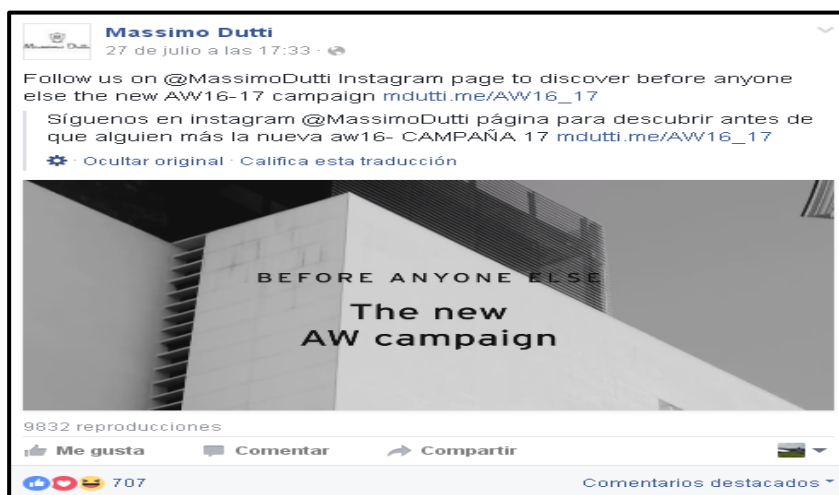 Massimo Dutti
Massimo Dutti
27 de julio a las 17:33 ·
Follow us on @MassimoDutti Instagram page to discover before anyone
else the new AW16-17 campaign mdutti.me/AW16_17
Síguenos en instagram @MassimoDutti página para descubrir antes de
que alguien más la nueva aw16- CAMPAÑA 17 mdutti.me/AW16_17
· Ocultar original · Califica esta traducción
BEFORE ANYONE ELSE
The new
AW campaign
9832 reproducciones
Me gusta Comentar Compartir
707 Comentarios destacados